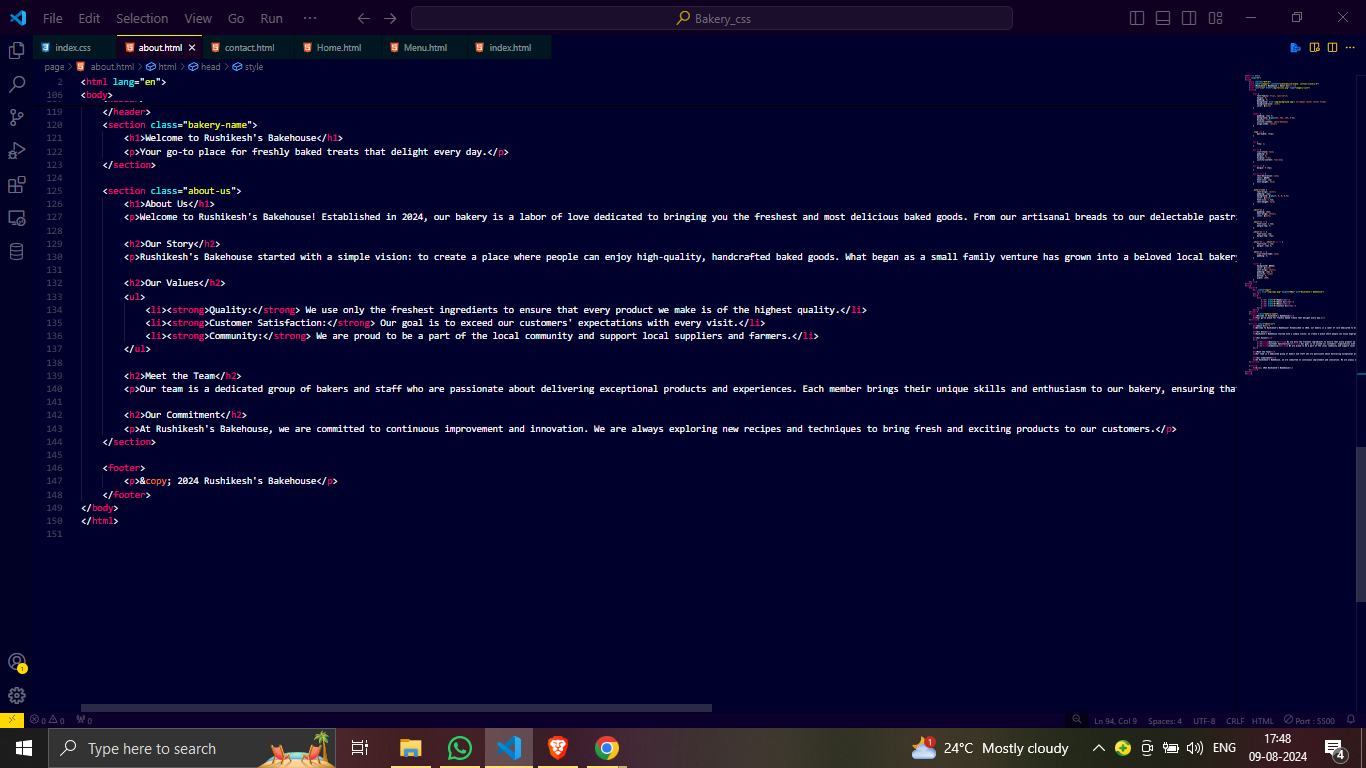 File Edit Selection View Go Run ··· Bakery_css
index.css about.html contact.html Home.html Menu.html index.html
page > about.html > html > head > style
2 <html lang="en">
106 <body>
119 </header>
120 <section class="bakery-name">
121 <h1>Welcome to Rushikesh's Bakehouse</h1>
122 <p>Your go-to place for freshly baked treats that delight every day.</p>
123 </section>
124
125 <section class="about-us">
126 <h1>About Us</h1>
127 <p>Welcome to Rushikesh's Bakehouse! Established in 2024, our bakery is a labor of love dedicated to bringing you the freshest and most delicious baked goods. From our artisanal breads to our delectable pastri
128
129 <h2>Our Story</h2>
130 <p>Rushikesh's Bakehouse started with a simple vision: to create a place where people can enjoy high-quality, handcrafted baked goods. What began as a small family venture has grown into a beloved local bakery
131
132 <h2>Our Values</h2>
133 <ul>
134 <li><strong>Quality:</strong> We use only the freshest ingredients to ensure that every product we make is of the highest quality.</li>
135 <li><strong>Customer Satisfaction:</strong> Our goal is to exceed our customers' expectations with every visit.</li>
136 <li><strong>Community:</strong> We are proud to be a part of the local community and support local suppliers and farmers.</li>
137 </ul>
138
139 <h2>Meet the Team</h2>
140 <p>Our team is a dedicated group of bakers and staff who are passionate about delivering exceptional products and experiences. Each member brings their unique skills and enthusiasm to our bakery, ensuring tha
141
142 <h2>Our Commitment</h2>
143 <p>At Rushikesh's Bakehouse, we are committed to continuous improvement and innovation. We are always exploring new recipes and techniques to bring fresh and exciting products to our customers.</p>
144 </section>
145
146 <footer>
147 <p>&copy; 2024 Rushikesh's Bakehouse</p>
148 </footer>
149 </body>
150 </html>
151
1
0 0 0 Ln 94, Col 9 Spaces: 4 UTF-8 CRLF HTML Port : 5500
Type here to search 1 24°C Mostly cloudy ENG 17:48
09-08-2024 4